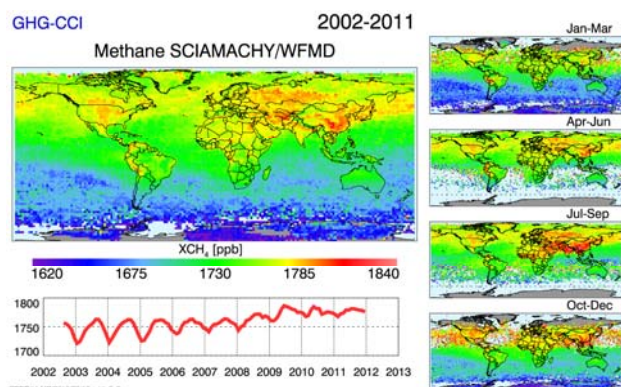 GHG-CCI
2002-2011
Methane SCIAMACHY/WFMD
XCH₄ [ppb]
1620 1675 1730 1785 1840
1800
1750
1700
2002 2003 2004 2005 2006 2007 2008 2009 2010 2011 2012 2013
Jan-Mar
Apr-Jun
Jul-Sep
Oct-Dec